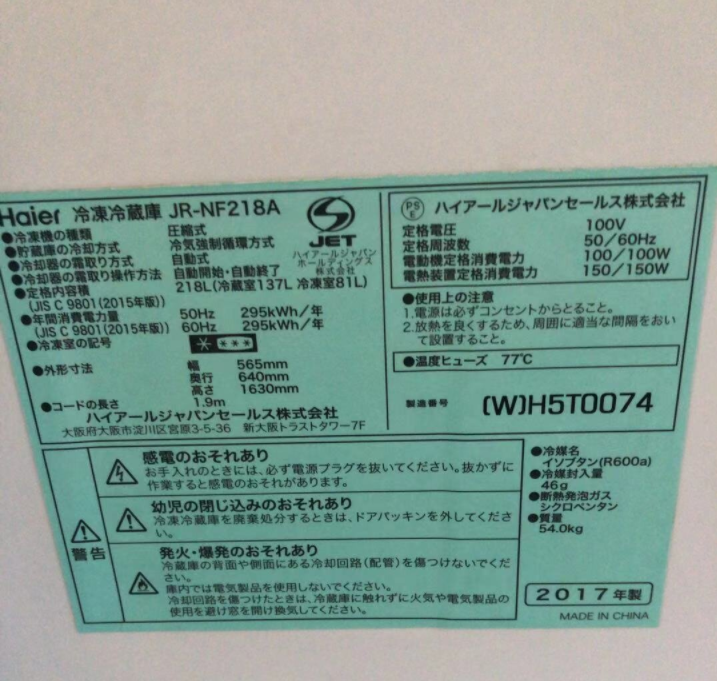 Haier 冷凍冷蔵庫 JR-NF218A
●冷凍機の種類 圧縮式
●貯蔵庫の冷却方式 冷気強制循環方式
●冷却器の霜取り方式 自動式
●冷却器の霜取り操作方法 自動開始・自動終了
●定格内容積 218L(冷蔵室137L 冷凍室81L)
(JIS C 9801(2015年版))
●年間消費電力量 50Hz 295kWh/年
(JIS C 9801(2015年版)) 60Hz 295kWh/年
●冷凍室の記号 * ***
●外形寸法 幅 565mm
奥行 640mm
高さ 1630mm
●コードの長さ 1.9m
ハイアールジャパンセールス株式会社
大阪府大阪市淀川区宮原3-5-36 新大阪トラストタワー7F
JET
ハイアールジャパン
ホールディングス
株式会社
PS
E
ハイアールジャパンセールス株式会社
定格電圧 100V
定格周波数 50/60Hz
電動機定格消費電力 100/100W
電熱装置定格消費電力 150/150W
●使用上の注意
1.電源は必ずコンセントからとること。
2.放熱を良くするため、周囲に適当な間隔をおい
て設置すること。
●温度ヒューズ 77℃
製造番号 (W)H5T0074
警告
感電のおそれあり
お手入れのときには、必ず電源プラグを抜いてください。抜かずに
作業すると感電のおそれがあります。
幼児の閉じ込みのおそれあり
冷凍冷蔵庫を廃棄処分するときは、ドアパッキンを外してくださ
い。
発火・爆発のおそれあり
冷蔵庫の背面や側面にある冷却回路(配管)を傷つけないでくだ
さい。
庫内では電気製品を使用しないでください。
冷却回路を傷つけたときは、冷蔵庫に触れずに火気や電気製品の
使用を避け窓を開け換気してください。
●冷媒名
イソブタン(R600a)
●冷媒封入量
46g
●断熱発泡ガス
シクロペンタン
●質量
54.0kg
2017年製
MADE IN CHINA